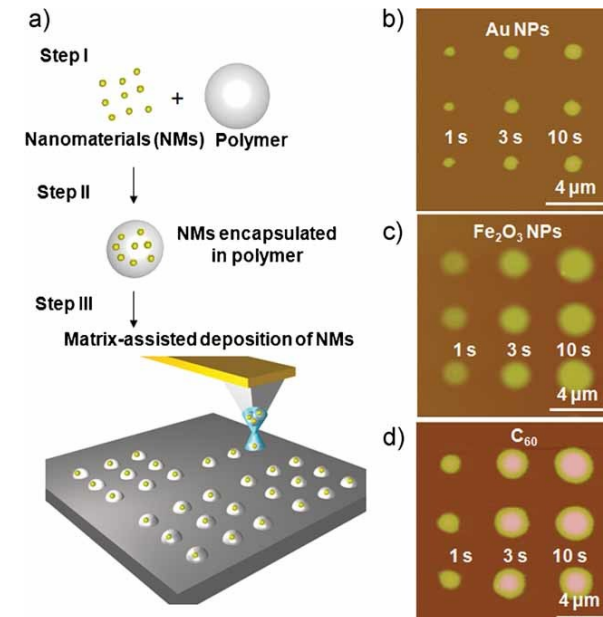 a)
Step I
+
Nanomaterials (NMs) Polymer
Step II
NMs encapsulated
in polymer
Step III
Matrix-assisted deposition of NMs
b)
Au NPs
1 s 3 s 10 s
4 µm
c)
Fe₂O₃ NPs
1 s 3 s 10 s
4 µm
d)
C₆₀
1 s 3 s 10 s
4 µm